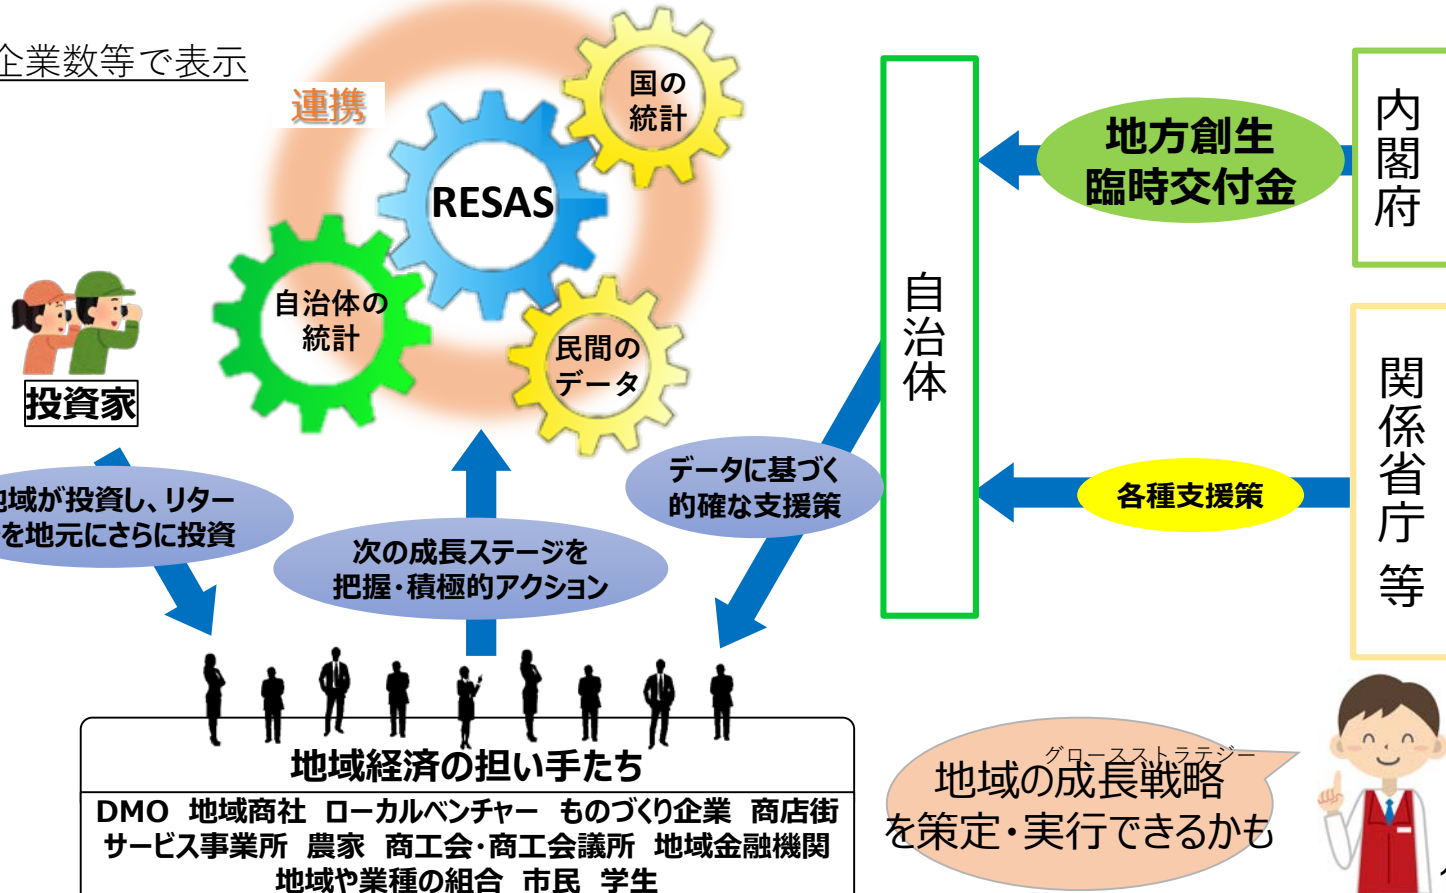 企業数等で表示
連携
国の
統計
RESAS
自治体の
統計
民間の
データ
投資家
地域が投資し、リター
を地元にさらに投資
次の成長ステージを
把握・積極的アクション
データに基づく
的確な支援策
自治体
地方創生
臨時交付金
内閣府
各種支援策
関係省庁等
地域経済の担い手たち
DMO 地域商社 ローカルベンチャー ものづくり企業 商店街
サービス事業所 農家 商工会・商工会議所 地域金融機関
地域や業種の組合 市民 学生
グロースストラテジー
地域の成長戦略
を策定・実行できるかも